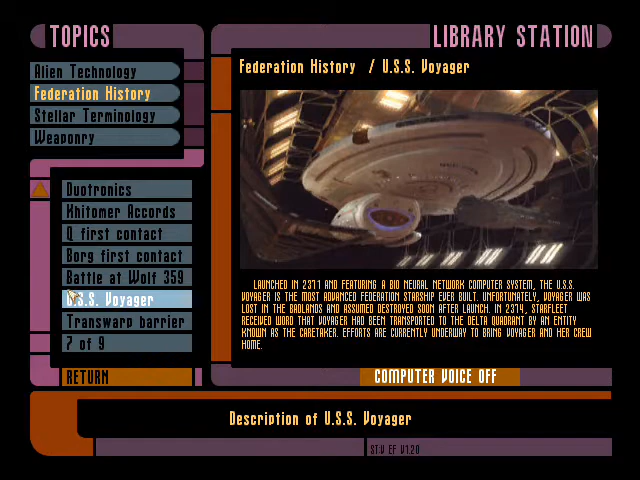 TOPICS
LIBRARY STATION
Alien Technology
Federation History
Stellar Terminology
Weaponry
Federation History / U.S.S. Voyager
Duotronics
Khitomer Accords
Q first contact
Borg first contact
Battle at Wolf 359
U.S.S. Voyager
Transwarp barrier
7 of 9
LAUNCHED IN 2371 AND FEATURING A BIO NEURAL NETWORK COMPUTER SYSTEM, THE U.S.S.
VOYAGER IS THE MOST ADVANCED FEDERATION STARSHIP EVER BUILT. UNFORTUNATELY, VOYAGER WAS
LOST IN THE BADLANDS AND ASSUMED DESTROYED SOON AFTER LAUNCH. IN 2374, STARFLEET
RECEIVED WORD THAT VOYAGER HAD BEEN TRANSPORTED TO THE DELTA QUADRANT BY AN ENTITY
KNOWN AS THE CARETAKER. EFFORTS ARE CURRENTLY UNDERWAY TO BRING VOYAGER AND HER CREW
HOME.
RETURN
COMPUTER VOICE OFF
Description of U.S.S. Voyager
ST:V EF V1.20